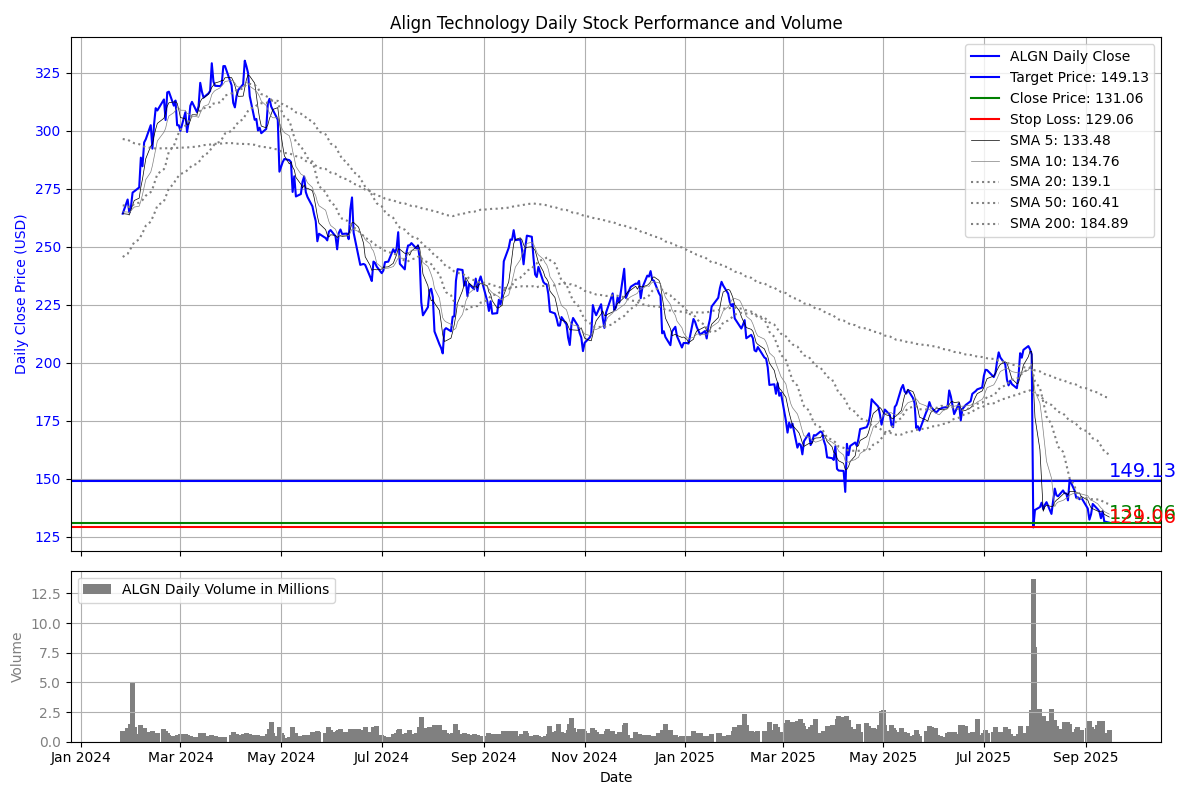 Align Technology Daily Stock Performance and Volume
Daily Close Price (USD)
325
300
275
250
225
200
175
150
125
ALGN Daily Close
Target Price: 149.13
Close Price: 131.06
Stop Loss: 129.06
SMA 5: 133.48
SMA 10: 134.76
SMA 20: 139.1
SMA 50: 160.41
SMA 200: 184.89
149.13
131.06
129.06
Volume
12.5
10.0
7.5
5.0
2.5
0.0
ALGN Daily Volume in Millions
Jan 2024 Mar 2024 May 2024 Jul 2024 Sep 2024 Nov 2024 Jan 2025 Mar 2025 May 2025 Jul 2025 Sep 2025
Date